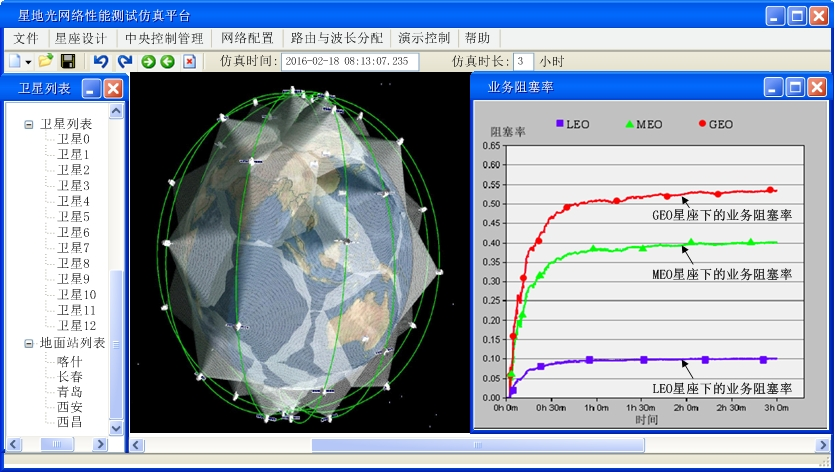 星地光网络性能测试仿真平台
文件 星座设计 中央控制管理 网络配置 路由与波长分配 演示控制 帮助
仿真时间: 2016-02-18 08:13:07.235 仿真时长: 3 小时
卫星列表
卫星列表
卫星0
卫星1
卫星2
卫星3
卫星4
卫星5
卫星6
卫星7
卫星8
卫星9
卫星10
卫星11
卫星12
地面站列表
喀什
长春
青岛
西安
西昌
业务阻塞率
阻塞率
LEO MEO GEO
0.65
0.60
0.55
0.50
0.45
0.40
0.35
0.30
0.25
0.20
0.15
0.10
0.05
0.00
GEO星座下的业务阻塞率
MEO星座下的业务阻塞率
LEO星座下的业务阻塞率
0h 0m 0h 30m 1h 0m 1h 30m 2h 0m 2h 30m 3h 0m
时间